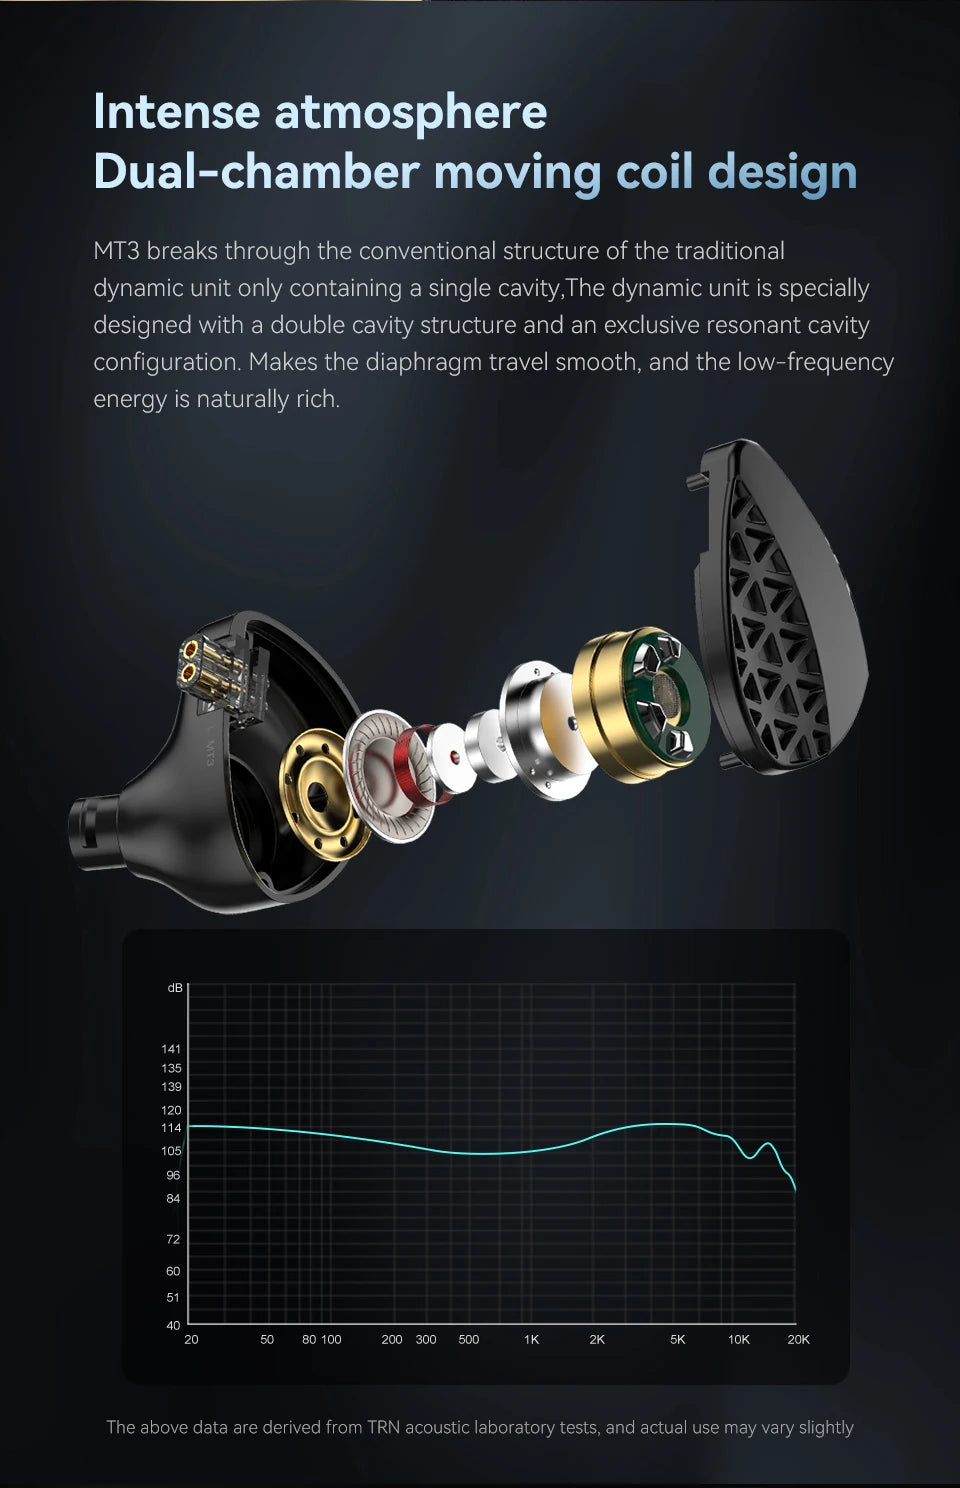 Intense atmosphere
Dual-chamber moving coil design
MT3 breaks through the conventional structure of the traditional
dynamic unit only containing a single cavity,The dynamic unit is specially
designed with a double cavity structure and an exclusive resonant cavity
configuration. Makes the diaphragm travel smooth, and the low-frequency
energy is naturally rich.
L MT3
dB
141
135
139
120
114
105
96
84
72
60
51
40
20 50 80 100 200 300 500 1K 2K 5K 10K 20K
The above data are derived from TRN acoustic laboratory tests, and actual use may vary slightly